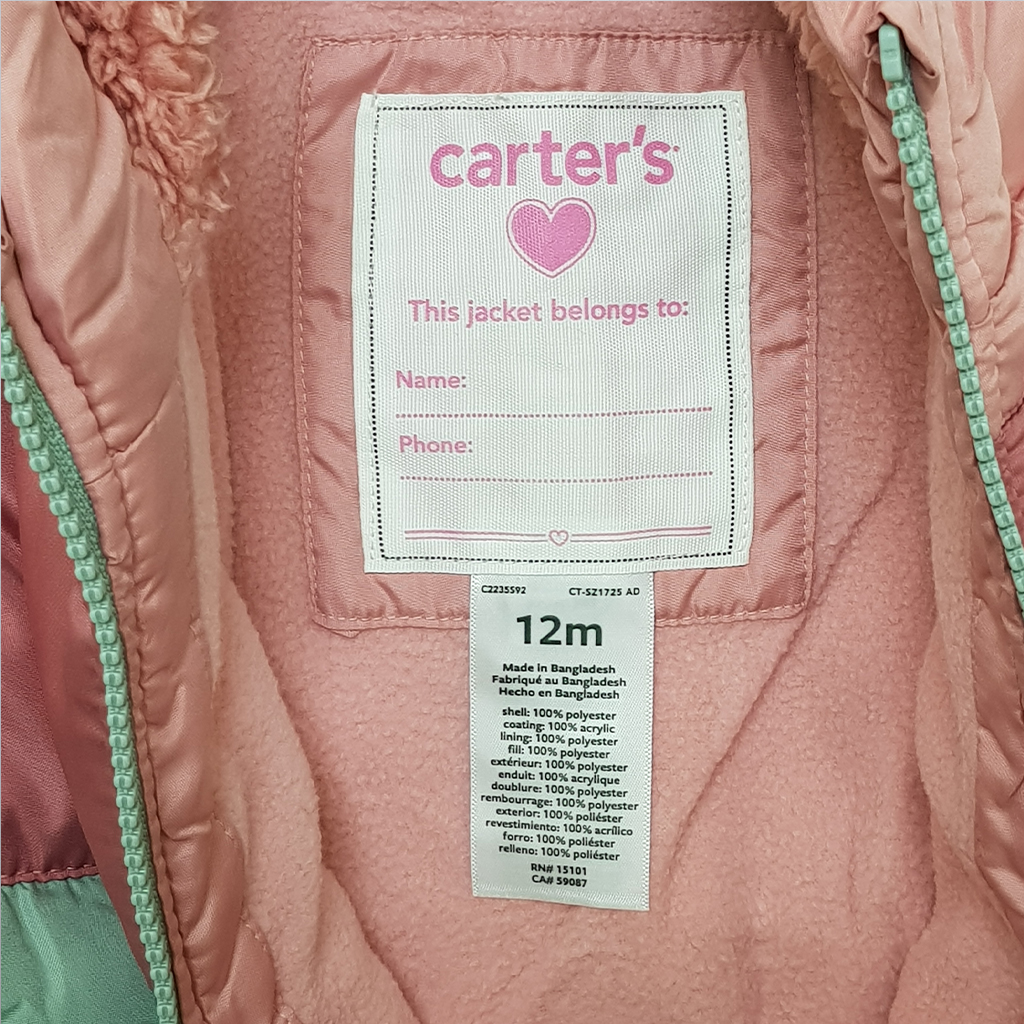 carter's
This jacket belongs to:
Name:
Phone:
C2235S92 CT-SZ1725 AD
12m
Made in Bangladesh
Fabriqué au Bangladesh
Hecho en Bangladesh
shell: 100% polyester
coating: 100% acrylic
lining: 100% polyester
fill: 100% polyester
extérieur: 100% polyester
enduit: 100% acrylique
doublure: 100% polyester
rembourrage: 100% polyester
exterior: 100% poliéster
revestimiento: 100% acrílico
forro: 100% poliéster
relleno: 100% poliéster
RN# 15101
CA# 59087